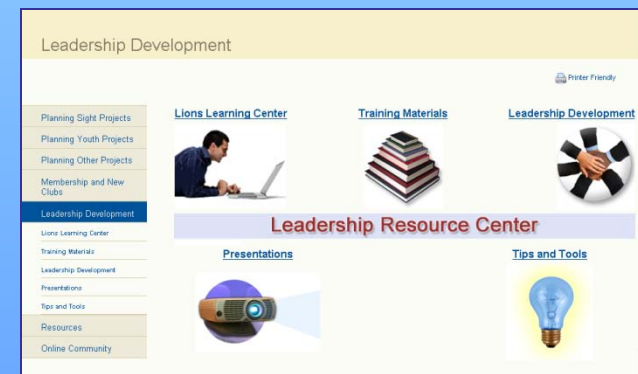 Leadership Development
Printer Friendly
Planning Sight Projects
Planning Youth Projects
Planning Other Projects
Membership and New
Clubs
Leadership Development
Lions Learning Center
Training Materials
Leadership Development
Presentations
Tips and Tools
Resources
Online Community
Lions Learning Center
Training Materials
Leadership Development
Leadership Resource Center
Presentations
Tips and Tools